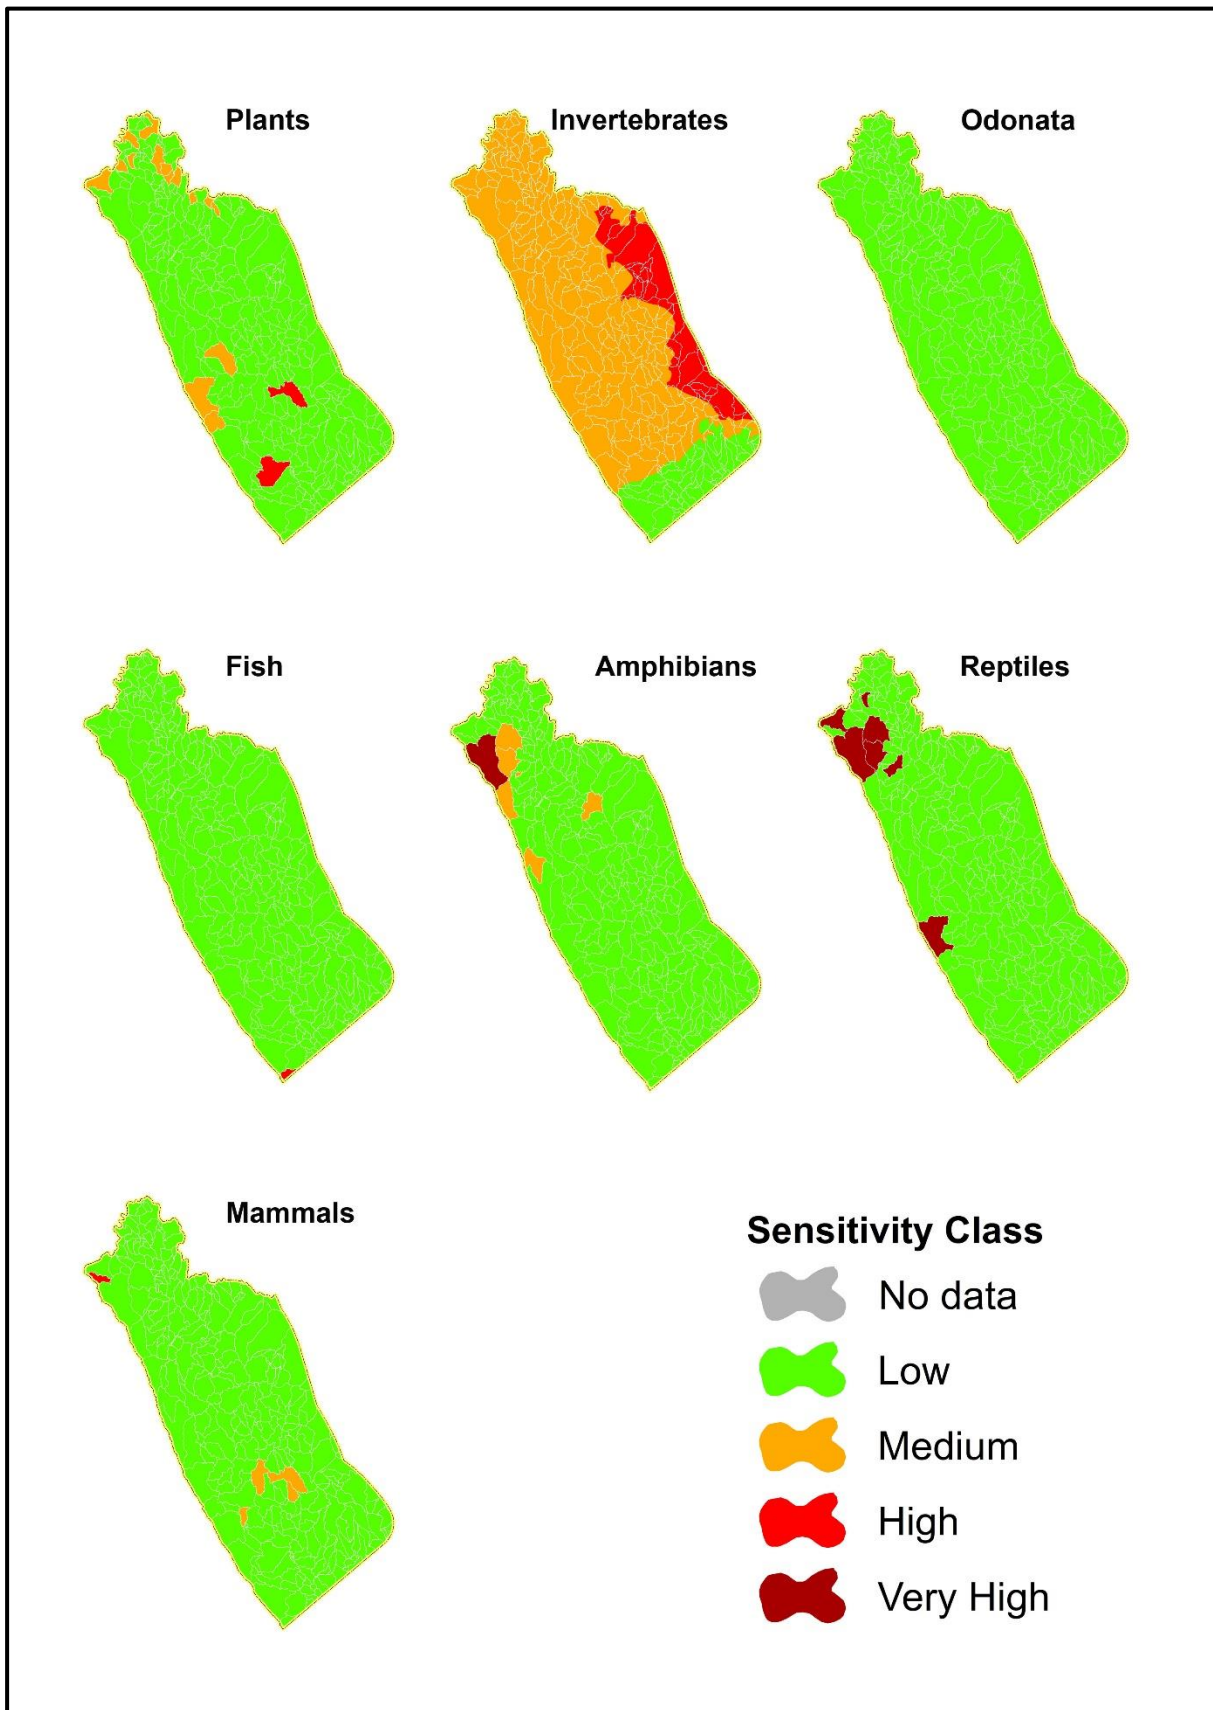 Plants
Invertebrates
Odonata
Fish
Amphibians
Reptiles
Mammals
Sensitivity Class
No data
Low
Medium
High
Very High